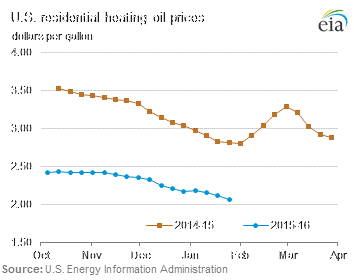 U.S. residential heating oil prices
dollars per gallon
eia
4.00
3.50
3.00
2.50
2.00
1.50
Oct Nov Dec Jan Feb Mar Apr
2014-15 2015-16
Source: U.S. Energy Information Administration